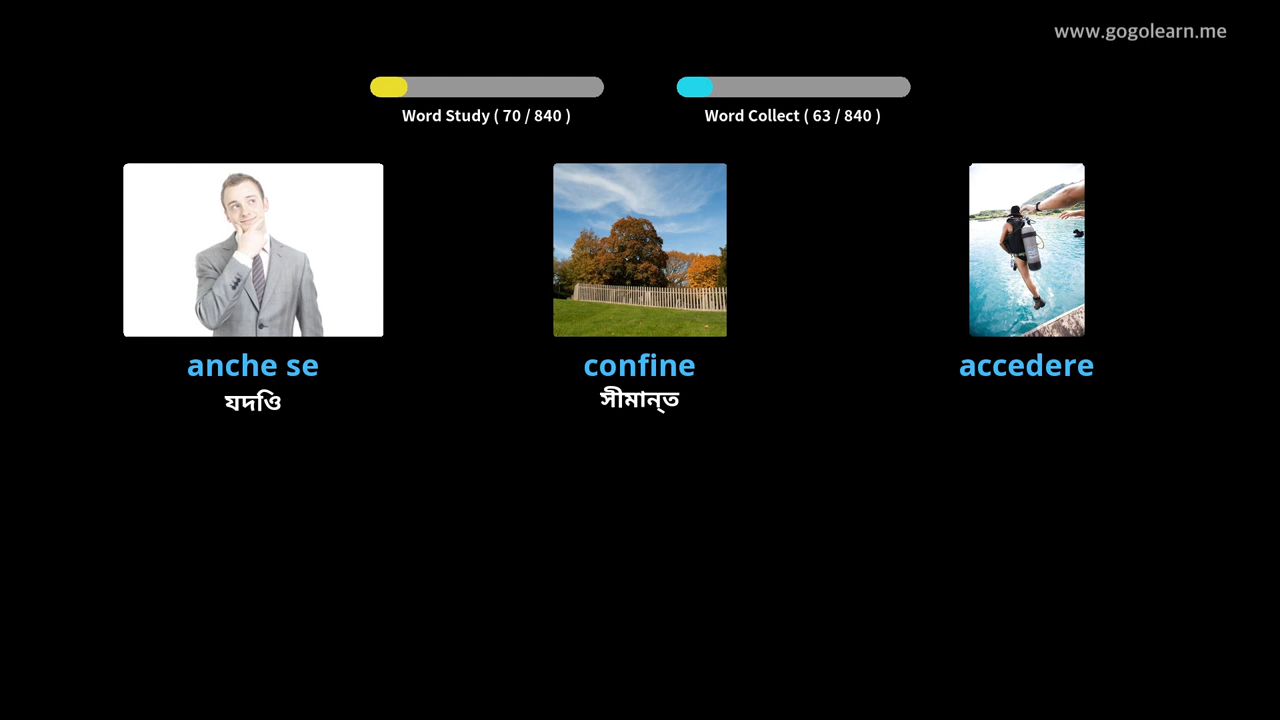 www.gogolearn.me
Word Study ( 70 / 840 )
Word Collect ( 63 / 840 )
anche se
confine
accedere
যদিও
সীমান্ত